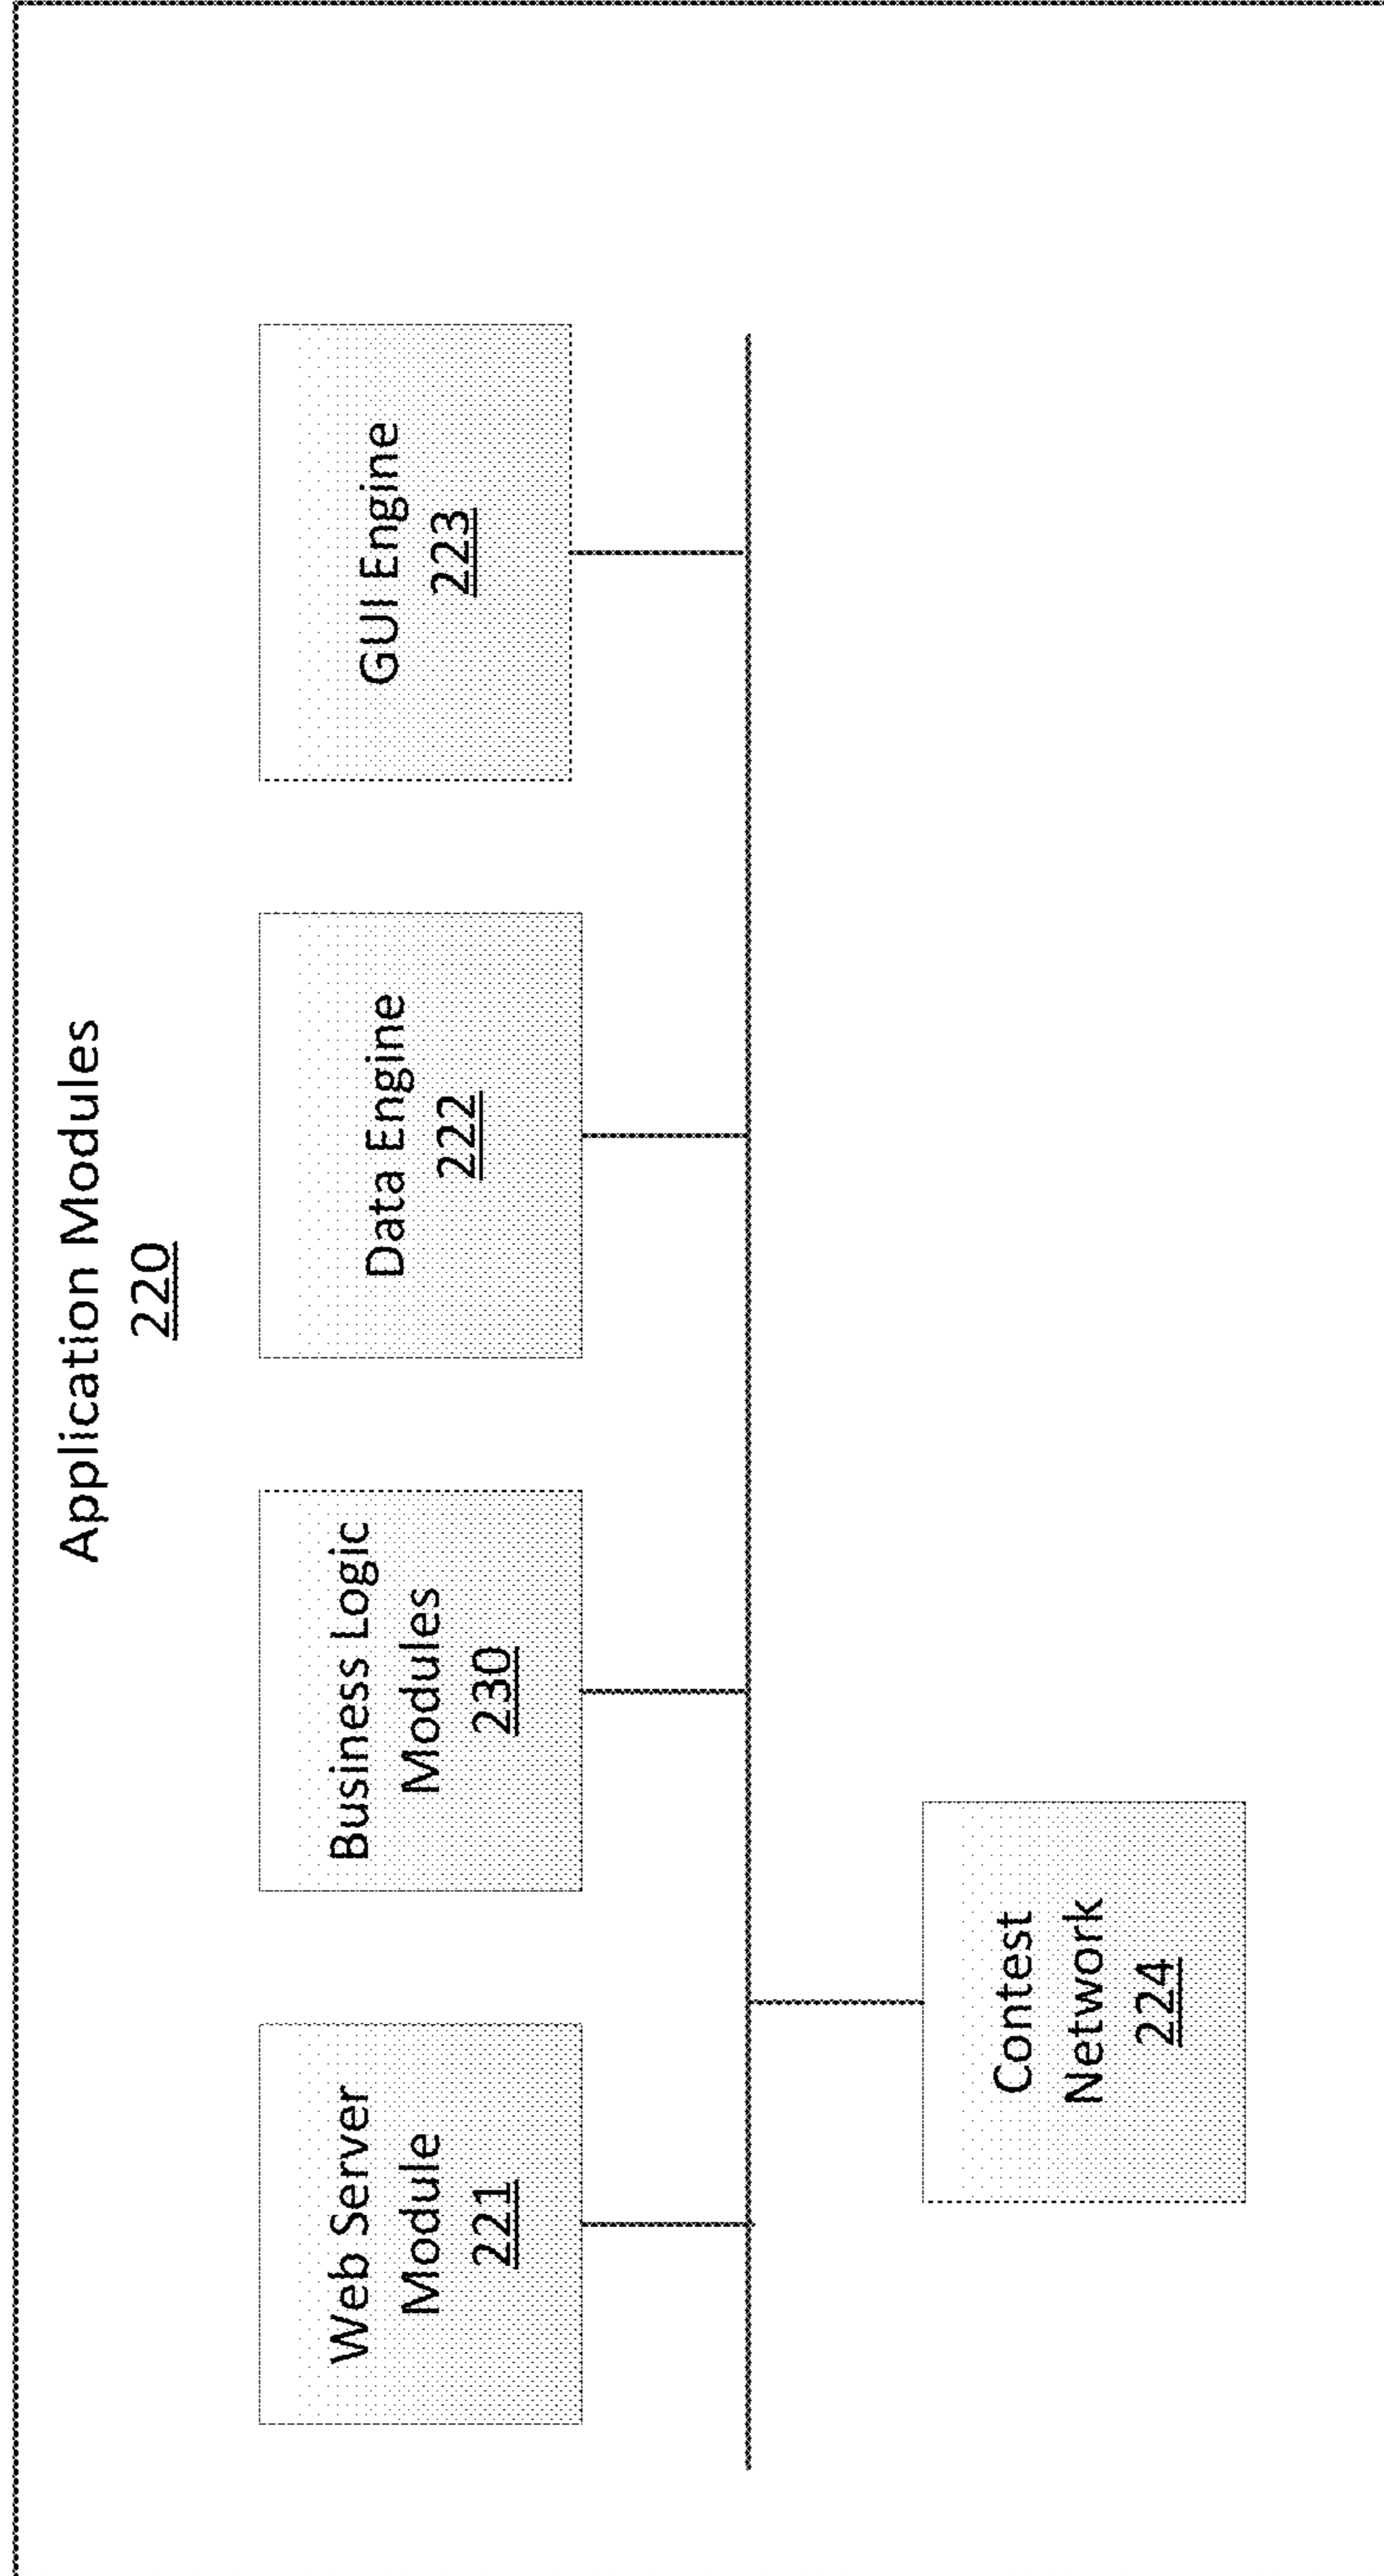 Application Modules
220
Web Server
Module
221
Business Logic
Modules
230
Data Engine
222
GUI Engine
223
Contest
Network
224